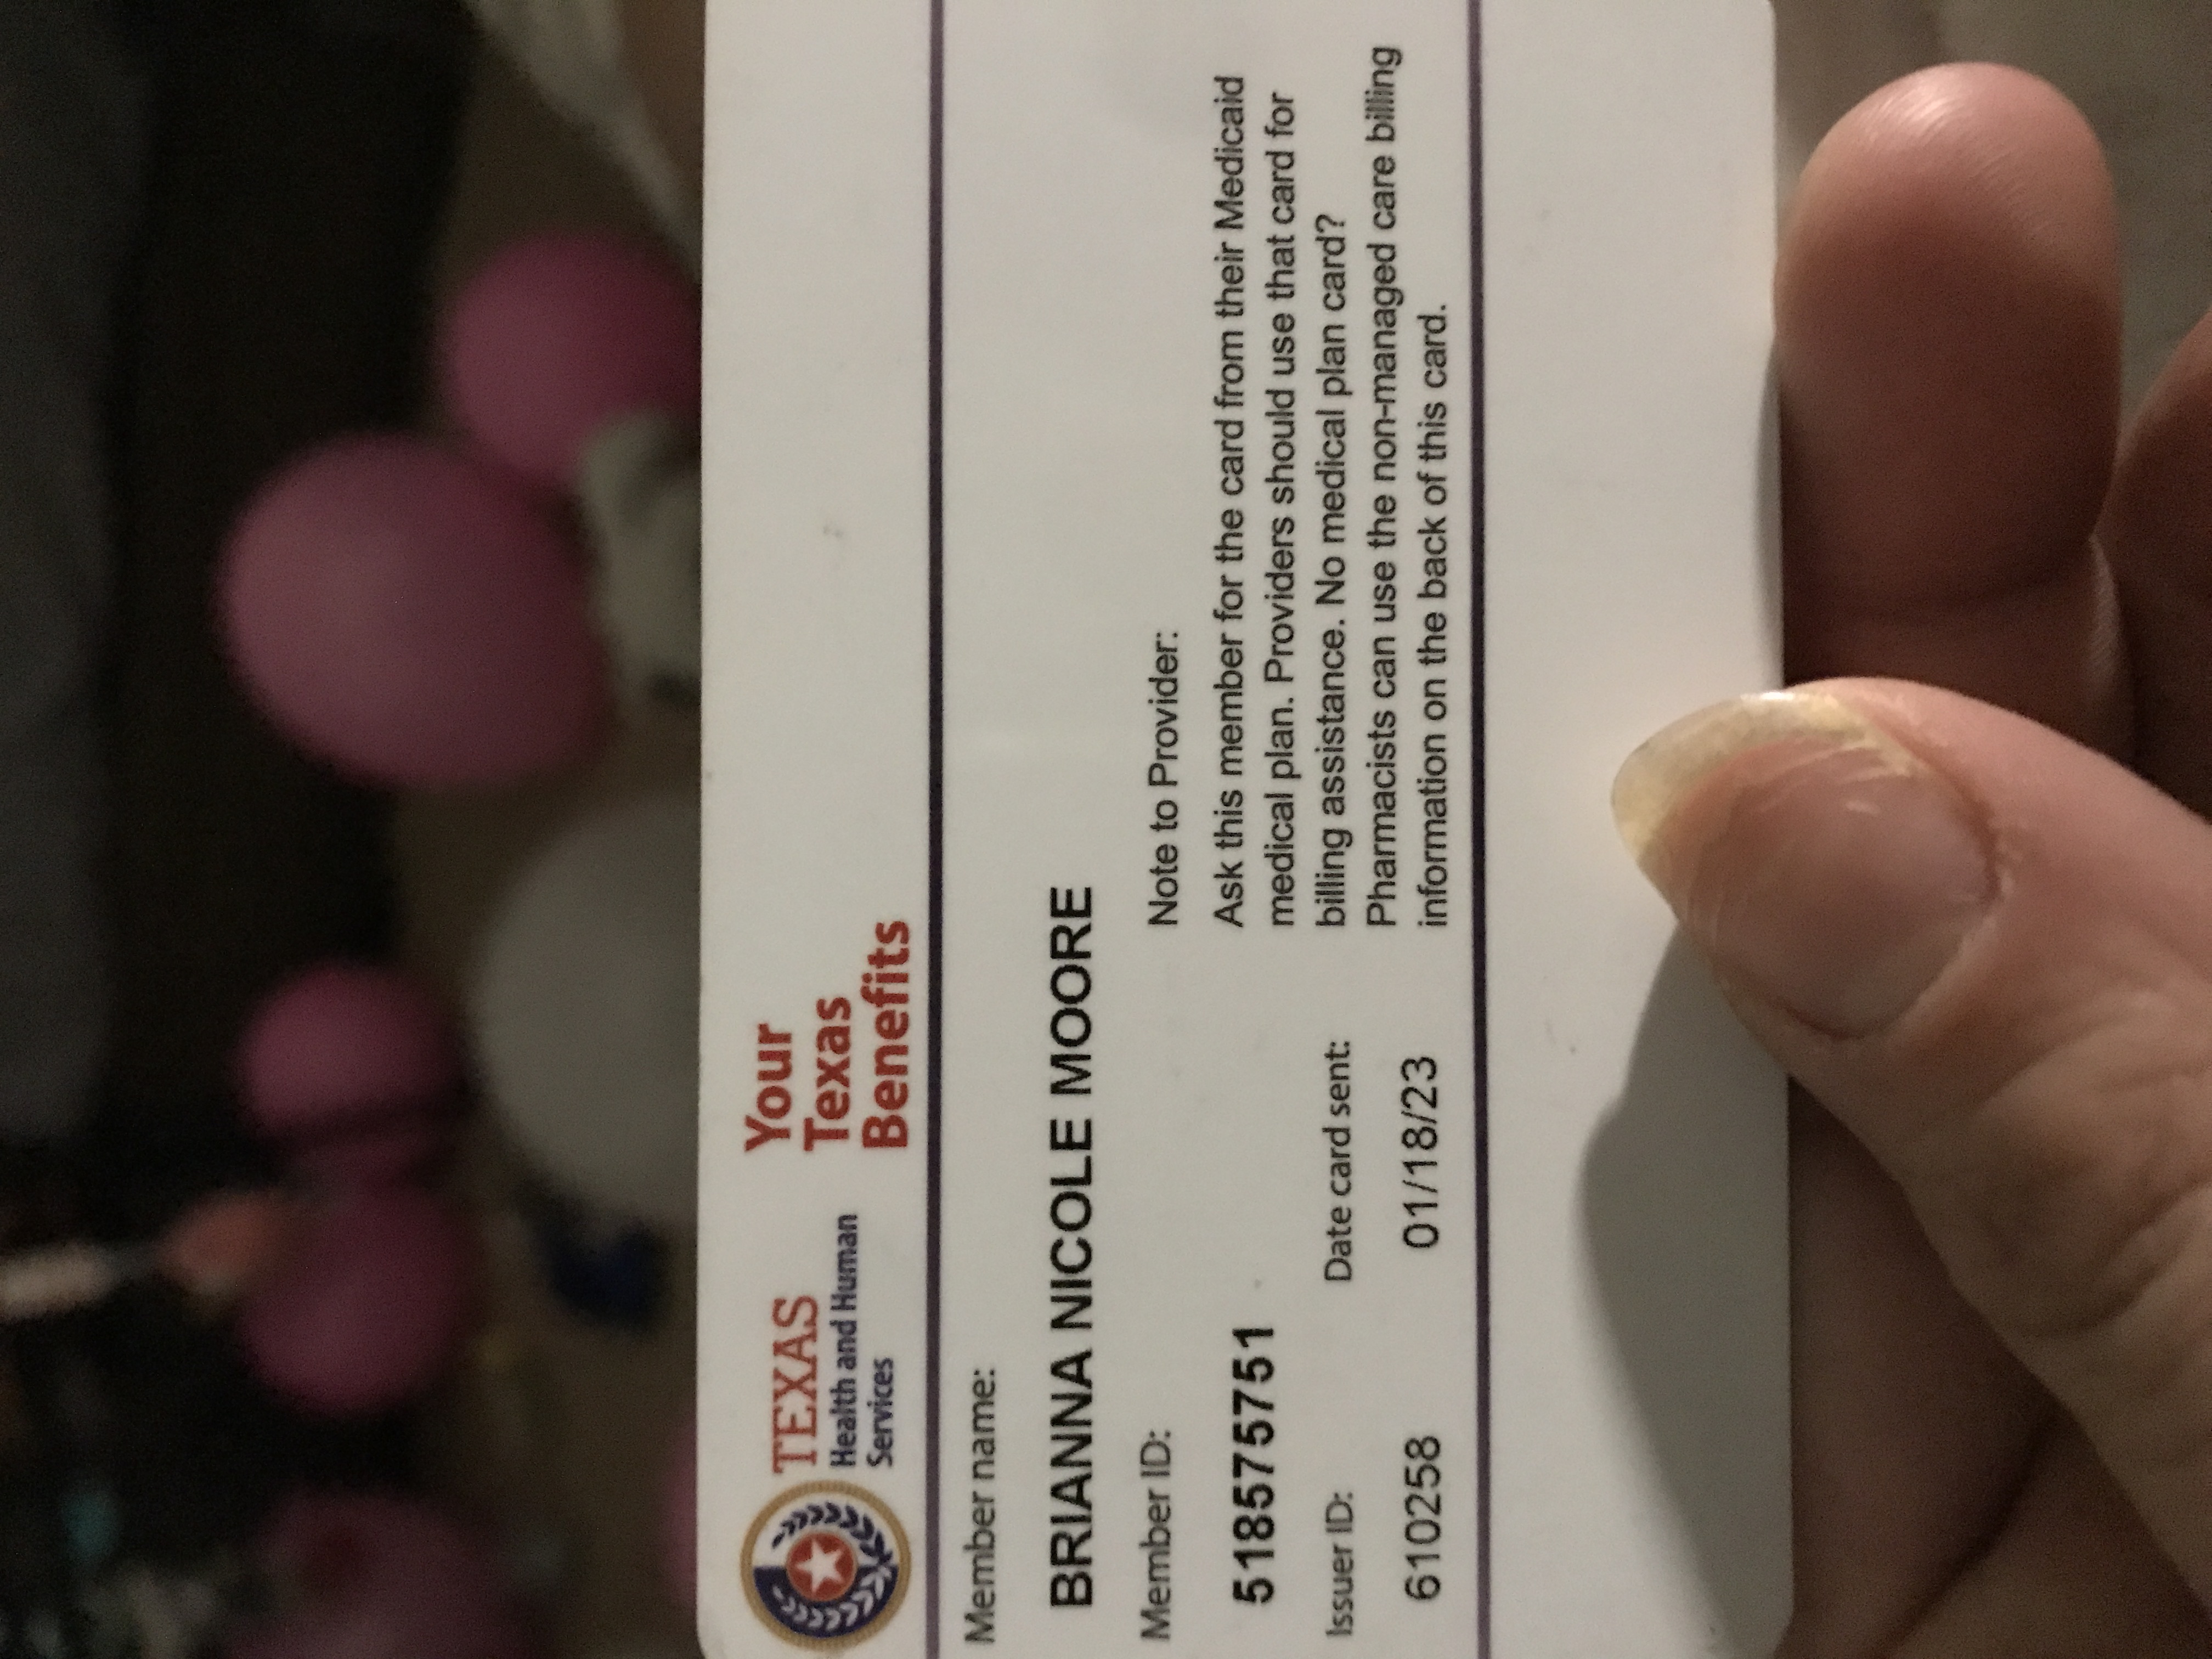 TEXAS
Health and Human
Services
Your
Texas
Benefits
Member name:
BRIANNA NICOLE MOORE
Member ID:
518575751
Issuer ID:
610258
Date card sent:
01/18/23
Note to Provider:
Ask this member for the card from their Medicaid
medical plan. Providers should use that card for
billing assistance. No medical plan card?
Pharmacists can use the non-managed care billing
information on the back of this card.